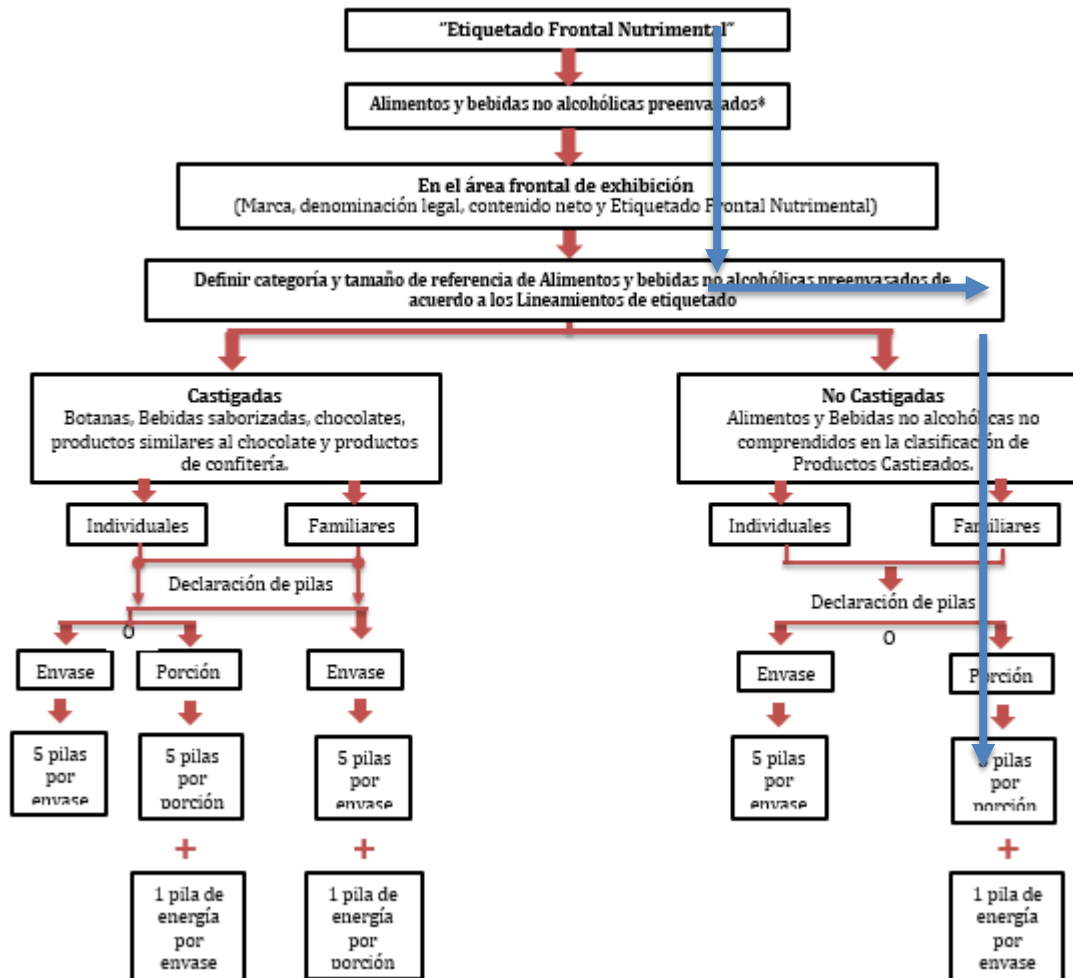 "Etiquetado Frontal Nutrimental"
Alimentos y bebidas no alcohólicas preenvasados*
En el área frontal de exhibición
(Marca, denominación legal, contenido neto y Etiquetado Frontal Nutrimental)
Definir categoría y tamaño de referencia de Alimentos y bebidas no alcohólicas preenvasados de
acuerdo a los Lineamientos de etiquetado
Castigadas
Botanas, Bebidas saborizadas, chocolates,
productos similares al chocolate y productos
de confitería.
No Castigadas
Alimentos y Bebidas no alcohólicas no
comprendidos en la clasificación de
Productos Castigados.
Individuales
Familiares
Individuales
Familiares
Declaración de pilas
Declaración de pilas
O
O
Envase
Porción
Envase
Envase
Porción
5 pilas
por
envase
5 pilas
por
porción
5 pilas
por
envase
5 pilas
por
envase
5 pilas
por
porción
+
+
+
1 pila de
energía
por
envase
1 pila de
energía
por
porción
1 pila de
energía
por
envase